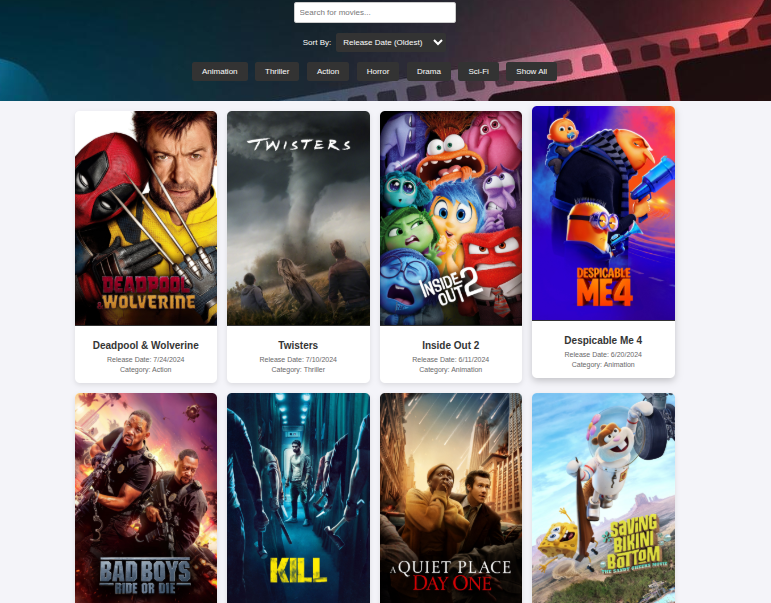 Search for movies...
Sort By: Release Date (Oldest)
Animation Thriller Action Horror Drama Sci-Fi Show All
DEADPOOL
& WOLVERINE
Deadpool & Wolverine
Release Date: 7/24/2024
Category: Action
TWISTERS
Twisters
Release Date: 7/10/2024
Category: Thriller
INSIDE
OUT 2
Inside Out 2
Release Date: 6/11/2024
Category: Animation
DESPICABLE
ME4
Despicable Me 4
Release Date: 6/20/2024
Category: Animation
BAD BOYS
RIDE OR DIE
KILL
A QUIET PLACE
DAY ONE
SAVING
BIKINI
BOTTOM
THE SANDY CHEEKS MOVIE